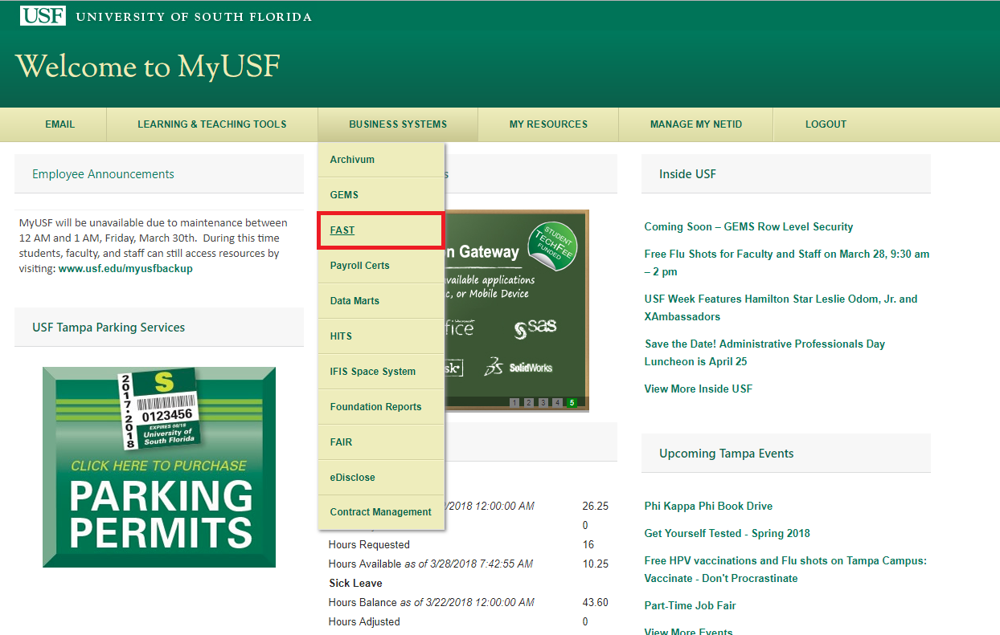 USF UNIVERSITY OF SOUTH FLORIDA
Welcome to MyUSF
EMAIL
LEARNING & TEACHING TOOLS
BUSINESS SYSTEMS
MY RESOURCES
MANAGE MY NETID
LOGOUT
Employee Announcements
MyUSF will be unavailable due to maintenance between
12 AM and 1 AM, Friday, March 30th. During this time
students, faculty, and staff can still access resources by
visiting: www.usf.edu/myusfbackup
USF Tampa Parking Services
2017-2018
S
0123456
EXPIRES 08/18
University of
South Florida
CLICK HERE TO PURCHASE
PARKING
PERMITS
Archivum
GEMS
FAST
Payroll Certs
Data Marts
HITS
IFIS Space System
Foundation Reports
FAIR
eDisclose
Contract Management
s
n Gateway
STUDENT
TECHFEE
FUNDED
vailable applications
c, or Mobile Device
fice
sas
sk
SolidWorks
1 2 3 4 5
/2018 12:00:00 AM 26.25
0
Hours Requested 16
Hours Available as of 3/28/2018 7:42:55 AM 10.25
Sick Leave
Hours Balance as of 3/22/2018 12:00:00 AM 43.60
Hours Adjusted 0
Inside USF
Coming Soon – GEMS Row Level Security
Free Flu Shots for Faculty and Staff on March 28, 9:30 am
– 2 pm
USF Week Features Hamilton Star Leslie Odom, Jr. and
XAmbassadors
Save the Date! Administrative Professionals Day
Luncheon is April 25
View More Inside USF
Upcoming Tampa Events
Phi Kappa Phi Book Drive
Get Yourself Tested - Spring 2018
Free HPV vaccinations and Flu shots on Tampa Campus:
Vaccinate - Don't Procrastinate
Part-Time Job Fair
View More Events